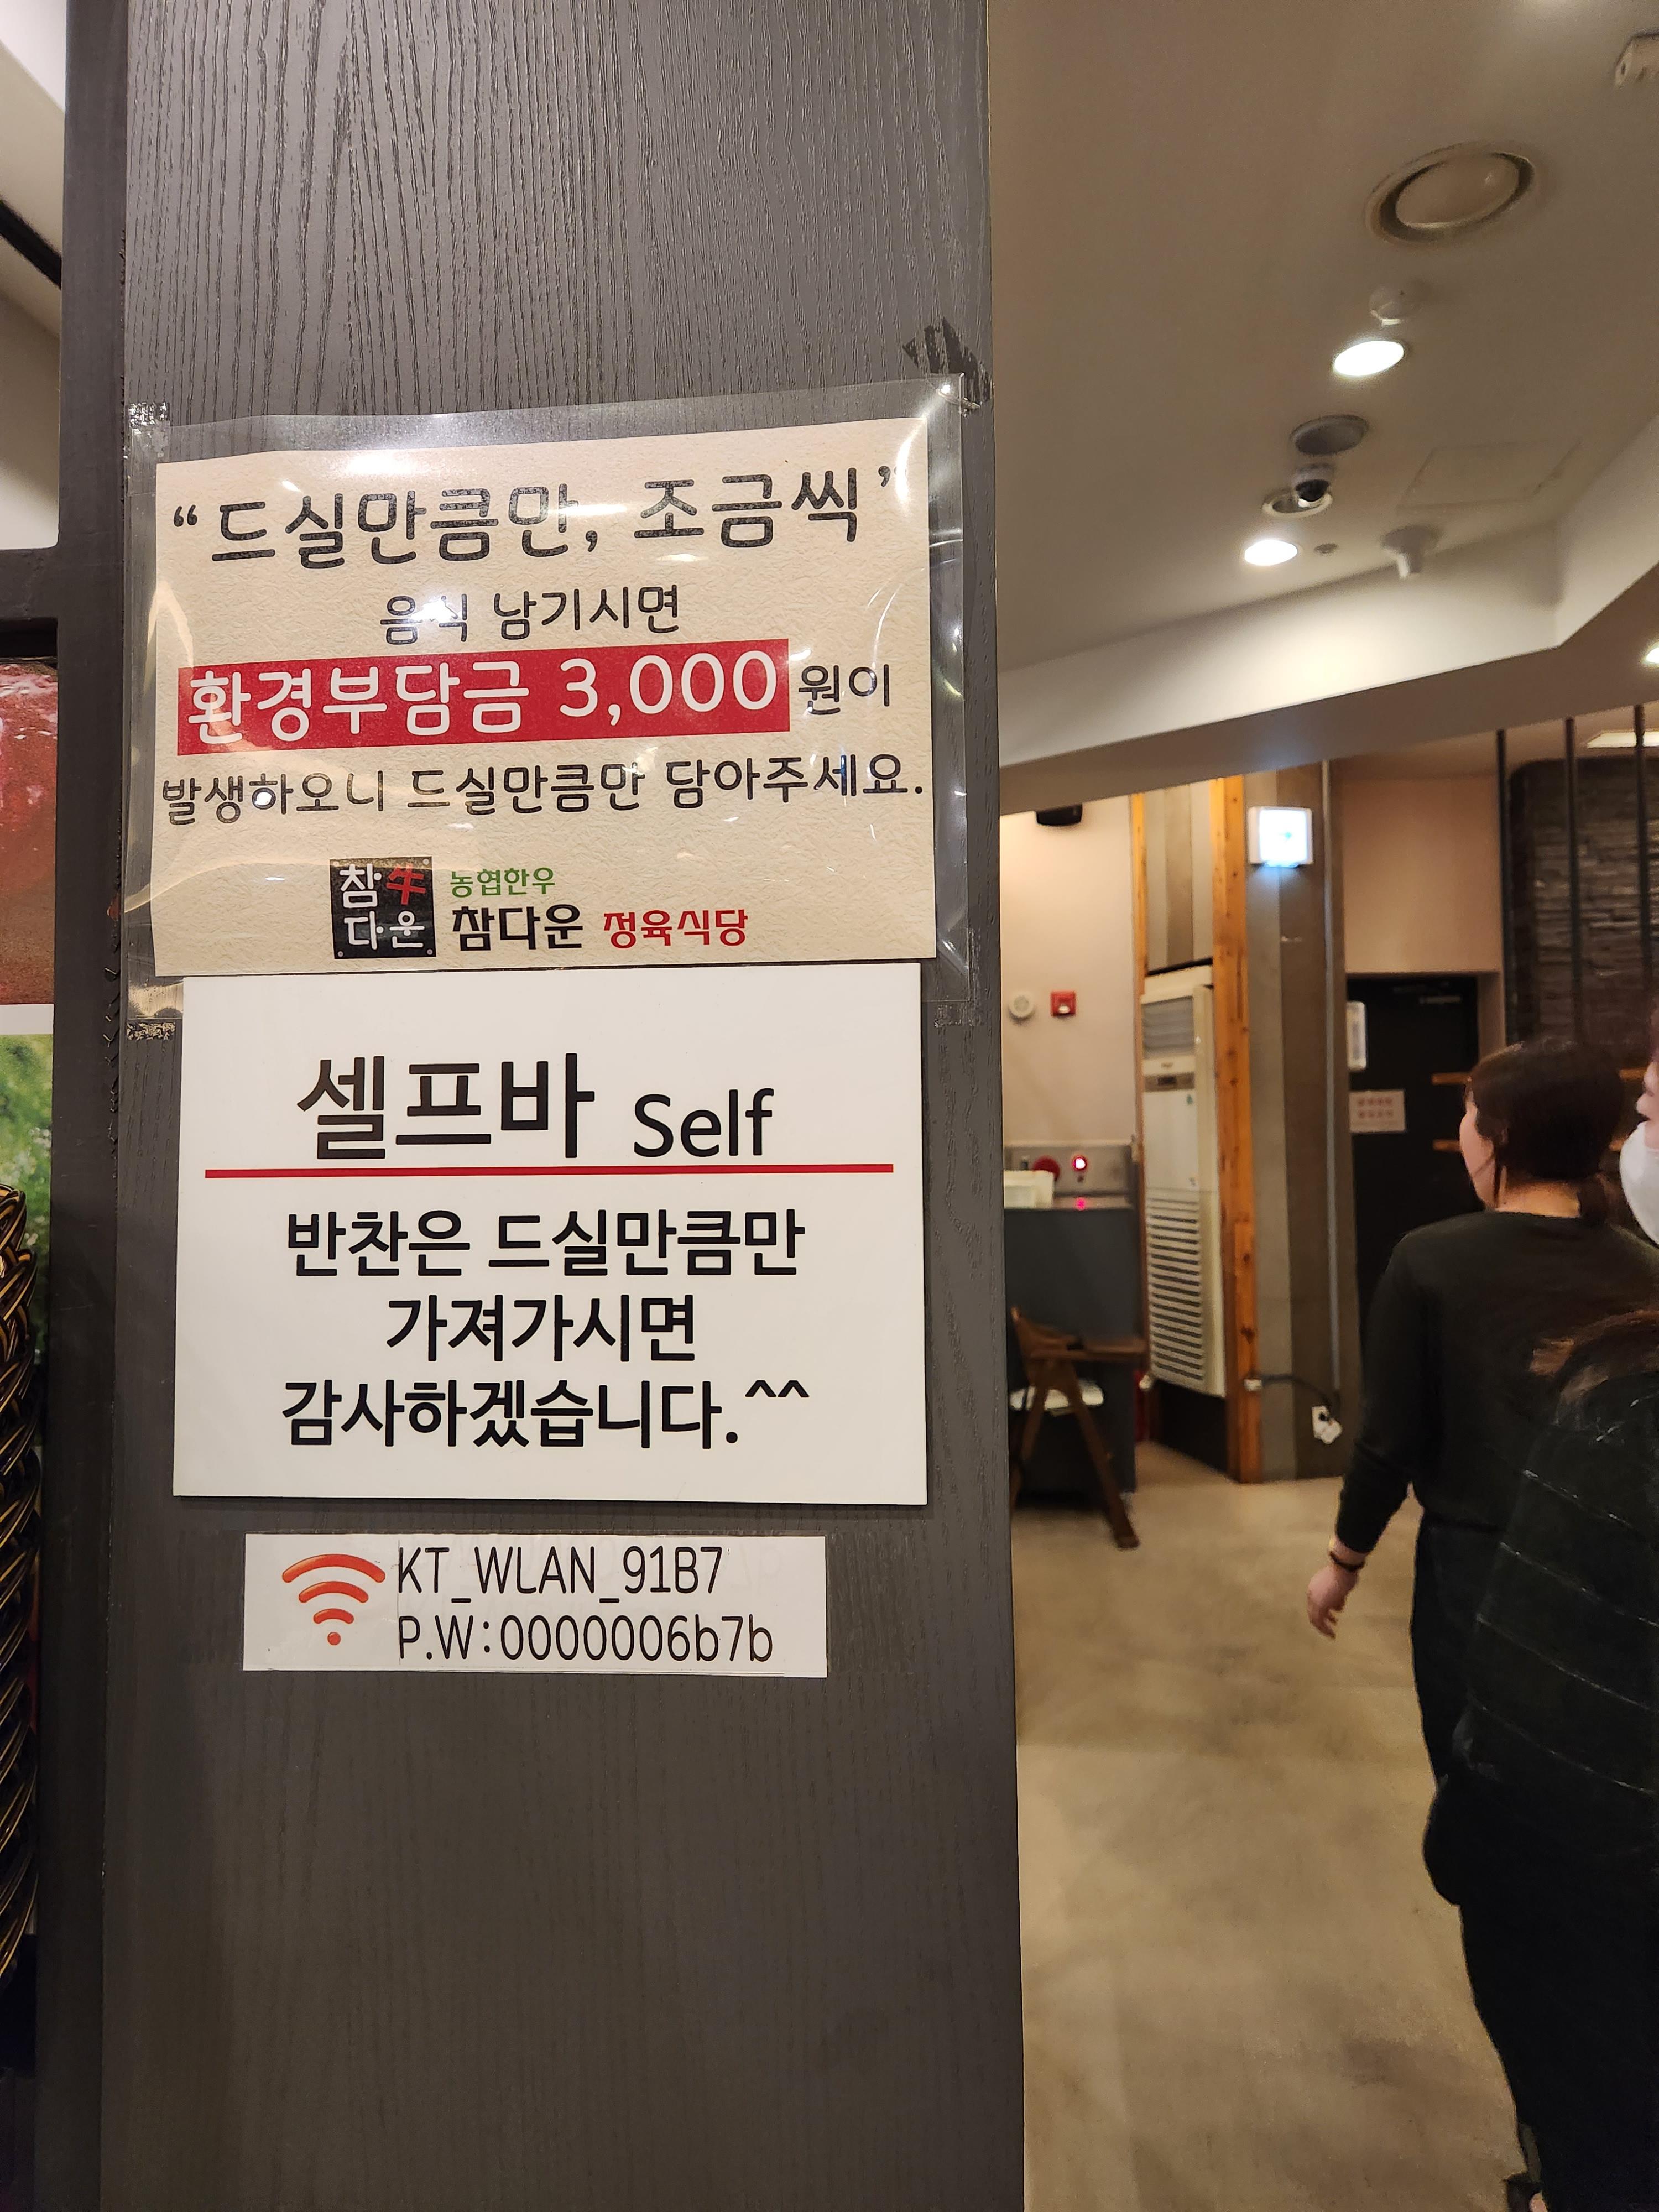 “드실만큼만, 조금씩”
음식 남기시면
환경부담금 3,000원이
발생하오니 드실만큼만 담아주세요.
참牛
다운
농협한우
참다운 정육식당
셀프바 Self
반찬은 드실만큼만
가져가시면
감사하겠습니다.^^
KT_WLAN_91B7
P.W:0000006b7b